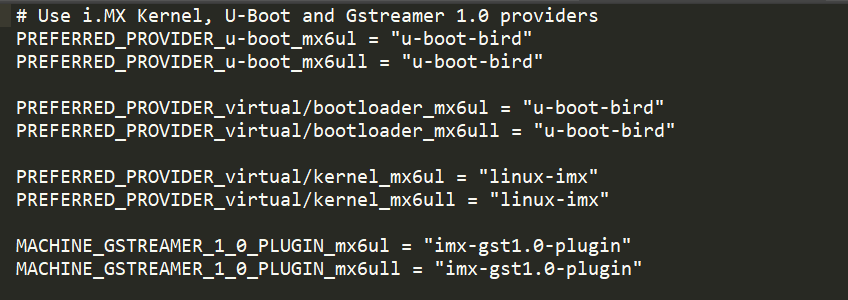 # Use i.MX Kernel, U-Boot and Gstreamer 1.0 providers
PREFERRED_PROVIDER_u-boot_mx6ul = "u-boot-bird"
PREFERRED_PROVIDER_u-boot_mx6ull = "u-boot-bird"
PREFERRED_PROVIDER_virtual/bootloader_mx6ul = "u-boot-bird"
PREFERRED_PROVIDER_virtual/bootloader_mx6ull = "u-boot-bird"
PREFERRED_PROVIDER_virtual/kernel_mx6ul = "linux-imx"
PREFERRED_PROVIDER_virtual/kernel_mx6ull = "linux-imx"
MACHINE_GSTREAMER_1_0_PLUGIN_mx6ul = "imx-gst1.0-plugin"
MACHINE_GSTREAMER_1_0_PLUGIN_mx6ull = "imx-gst1.0-plugin"